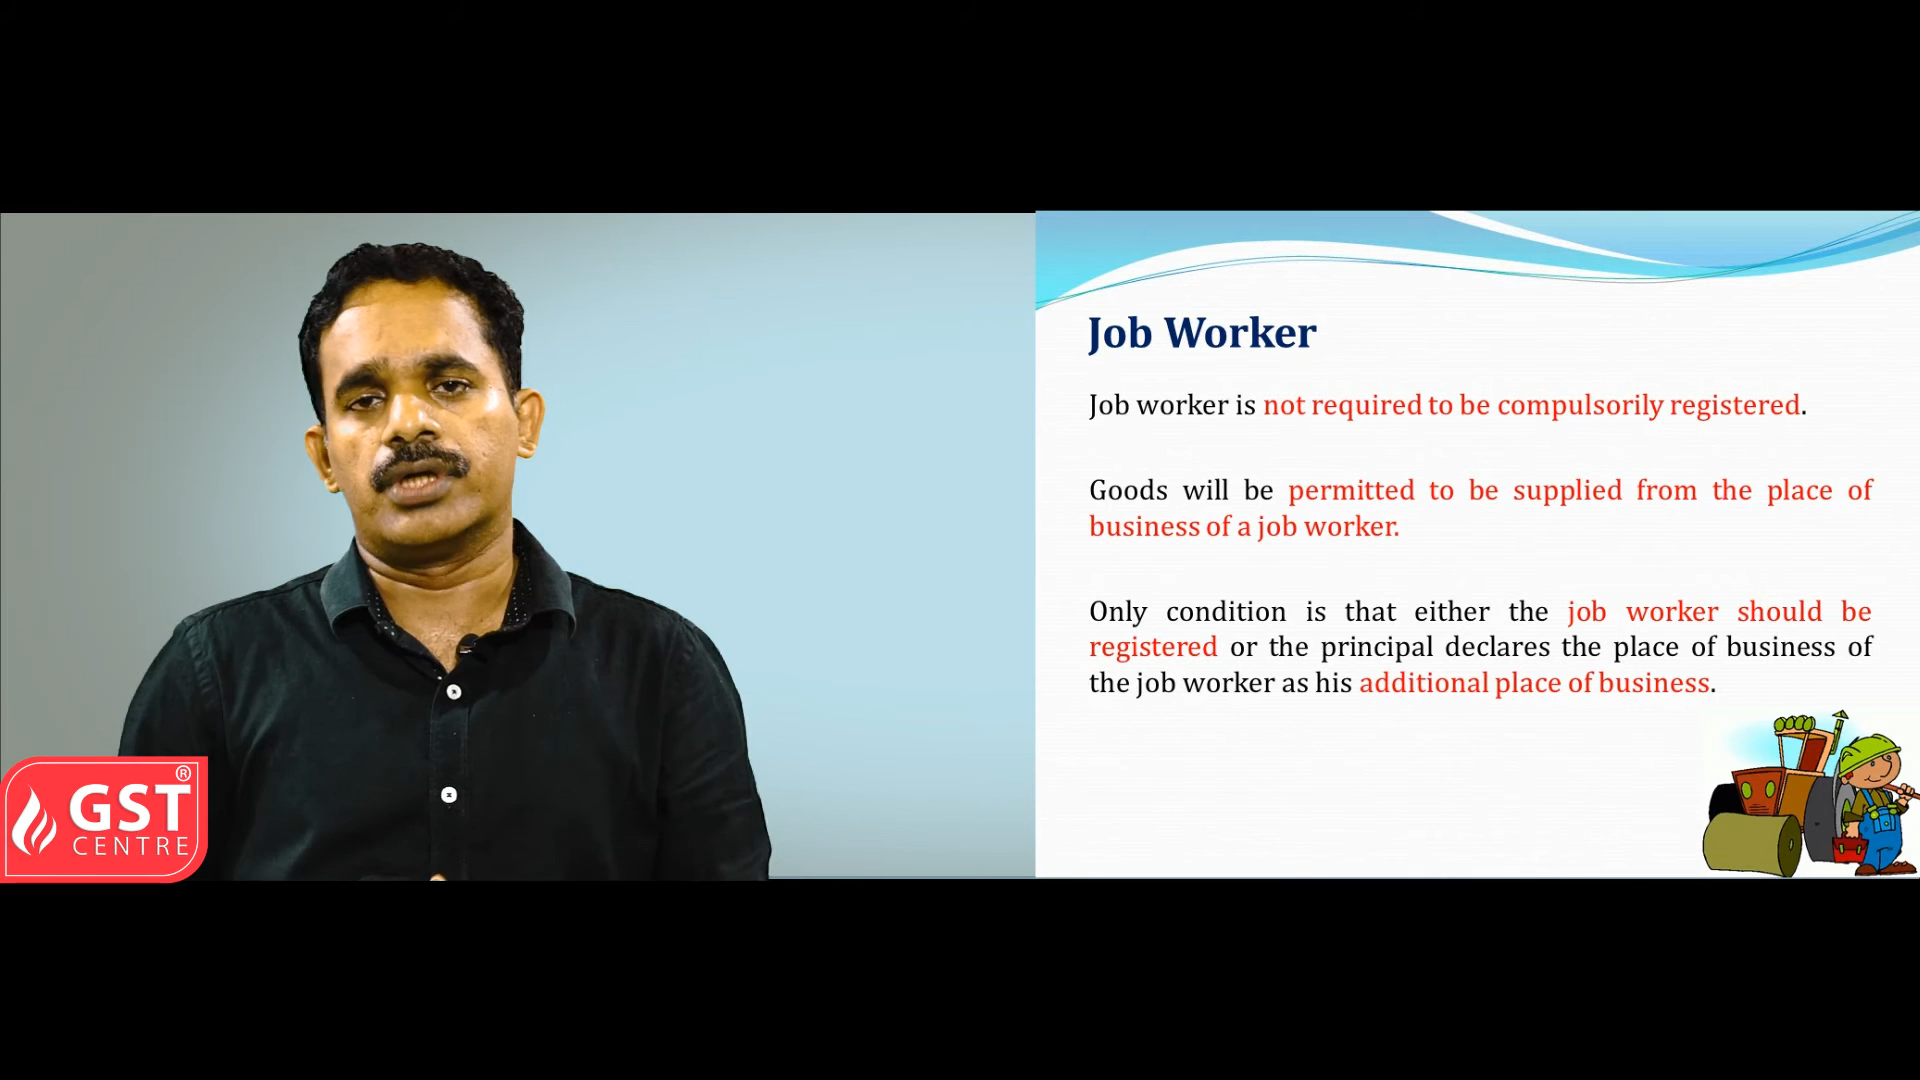 Job Worker
Job worker is not required to be compulsorily registered.
Goods will be permitted to be supplied from the place of
business of a job worker.
Only condition is that either the job worker should be
registered or the principal declares the place of business of
the job worker as his additional place of business.
GST®
CENTRE